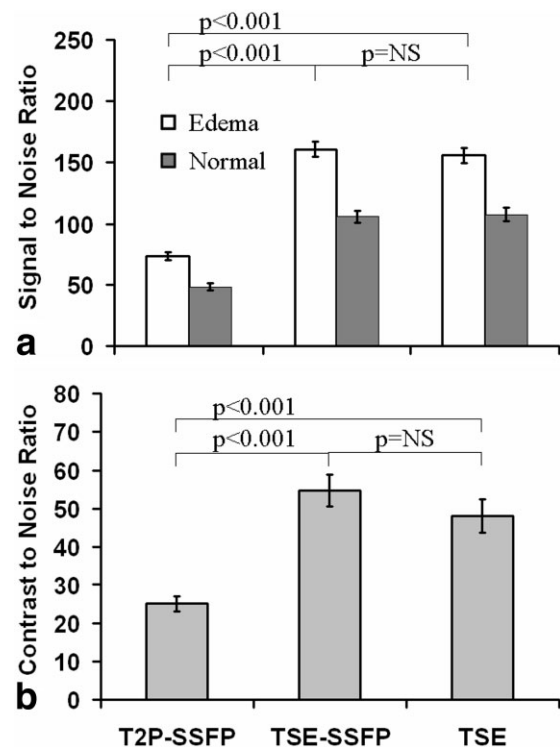 p<0.001
p<0.001 p=NS
250
200
150
100
50
0
Signal to Noise Ratio
Edema
Normal
a
p<0.001
p<0.001 p=NS
80
70
60
50
40
30
20
10
0
Contrast to Noise Ratio
b
T2P-SSFP TSE-SSFP TSE